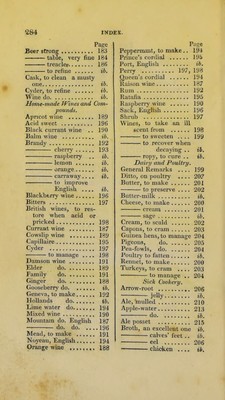 284 INDEX.
Page
Beer strong ........ 183
—— table, very fine 184
—— treacle ........ 186
—— to refine ..... ib.
Cask, to clean a musty
one ............. ib.
Cyder, to refine .... ib.
Wine do. ........... ib.
Home-made Wines and Com-
pounds.
Apricot wine ....... 189
Acid sweet ......... 196
Black currant wine .. 190
Balm wine .......... ib.
Brandy, ............ 192
—— cherry ....... 193
—— raspberry .. ib.
—— lemon ...... ib.
—— orange ..... ib.
—— carraway .. ib.
—— to improve
English .... ib.
Blackberry wine .... ib.
Bitters ............ 197
British wines, to res-
tore when acid or
pricked .......... 198
Currant wine ....... 187
Cowslip wine ....... 189
Capillaire ......... 195
Cyder .............. 197
—— to manage .. 198
Damson wine ........ 191
Elder do. ....... 189
Family do. ....... 191
Ginger do. ....... 188
Gooseberry do. ..... ib.
Geneva, to make .... 192
Hollands do. ..... ib.
Lime water do. ..... 194
Mixed wine ......... 190
Mountain do. English 187
—— do. do. ... 196
Mead, to make ...... 191
Noyeau, English .... 194
Orange wine ........ 188
Page
Peppermint, to make.. 194
Prince's cordial .... 195
Port, English ...... ib.
Perry ......... 197, 199
Queen's cordial .... 194
Raison wine ........ 187
Rum ................ 192
Ratafia ............ 195
Raspberry wine ..... 190
Sack, English ...... 196
Shrub .............. 197
Wines, to take an ill
scent from ...... 198
—— to sweeten .. 199
—— to recover when
decaying .. ib.
—— ropy, to cure .. ib.
Dairy and Poultry.
General Remarks .... 199
Ditto, on poultry .. 207
Butter, to make .... 201
—— to preserve .. 202
Butter-milk ........ ib.
Cheese, to make .... 200
—— cream ...... 201
—— sage ....... ib.
Cream, to scald .... 202
Capons, to cram .... 205
Guinea hens, to manage 204
Pigeons, do. .... 205
Pea-fowls, do. .... 204
Poultry to fatten .. ib.
Rennet, to make .... 200
Turkeys, to cram ... 203
—— to manage .. 204
Sick Cookery.
Arrow-root ......... 206
—— jelly ....... ib.
Ale, mulled ........ 210
Apple-water ........ 213
—— do. ........ ib.
Ale posset ......... 215
Broth, an excellent one ib.
—— calves' feet .. ib.
—— eel .......... 206
—— chicken ...... ib.